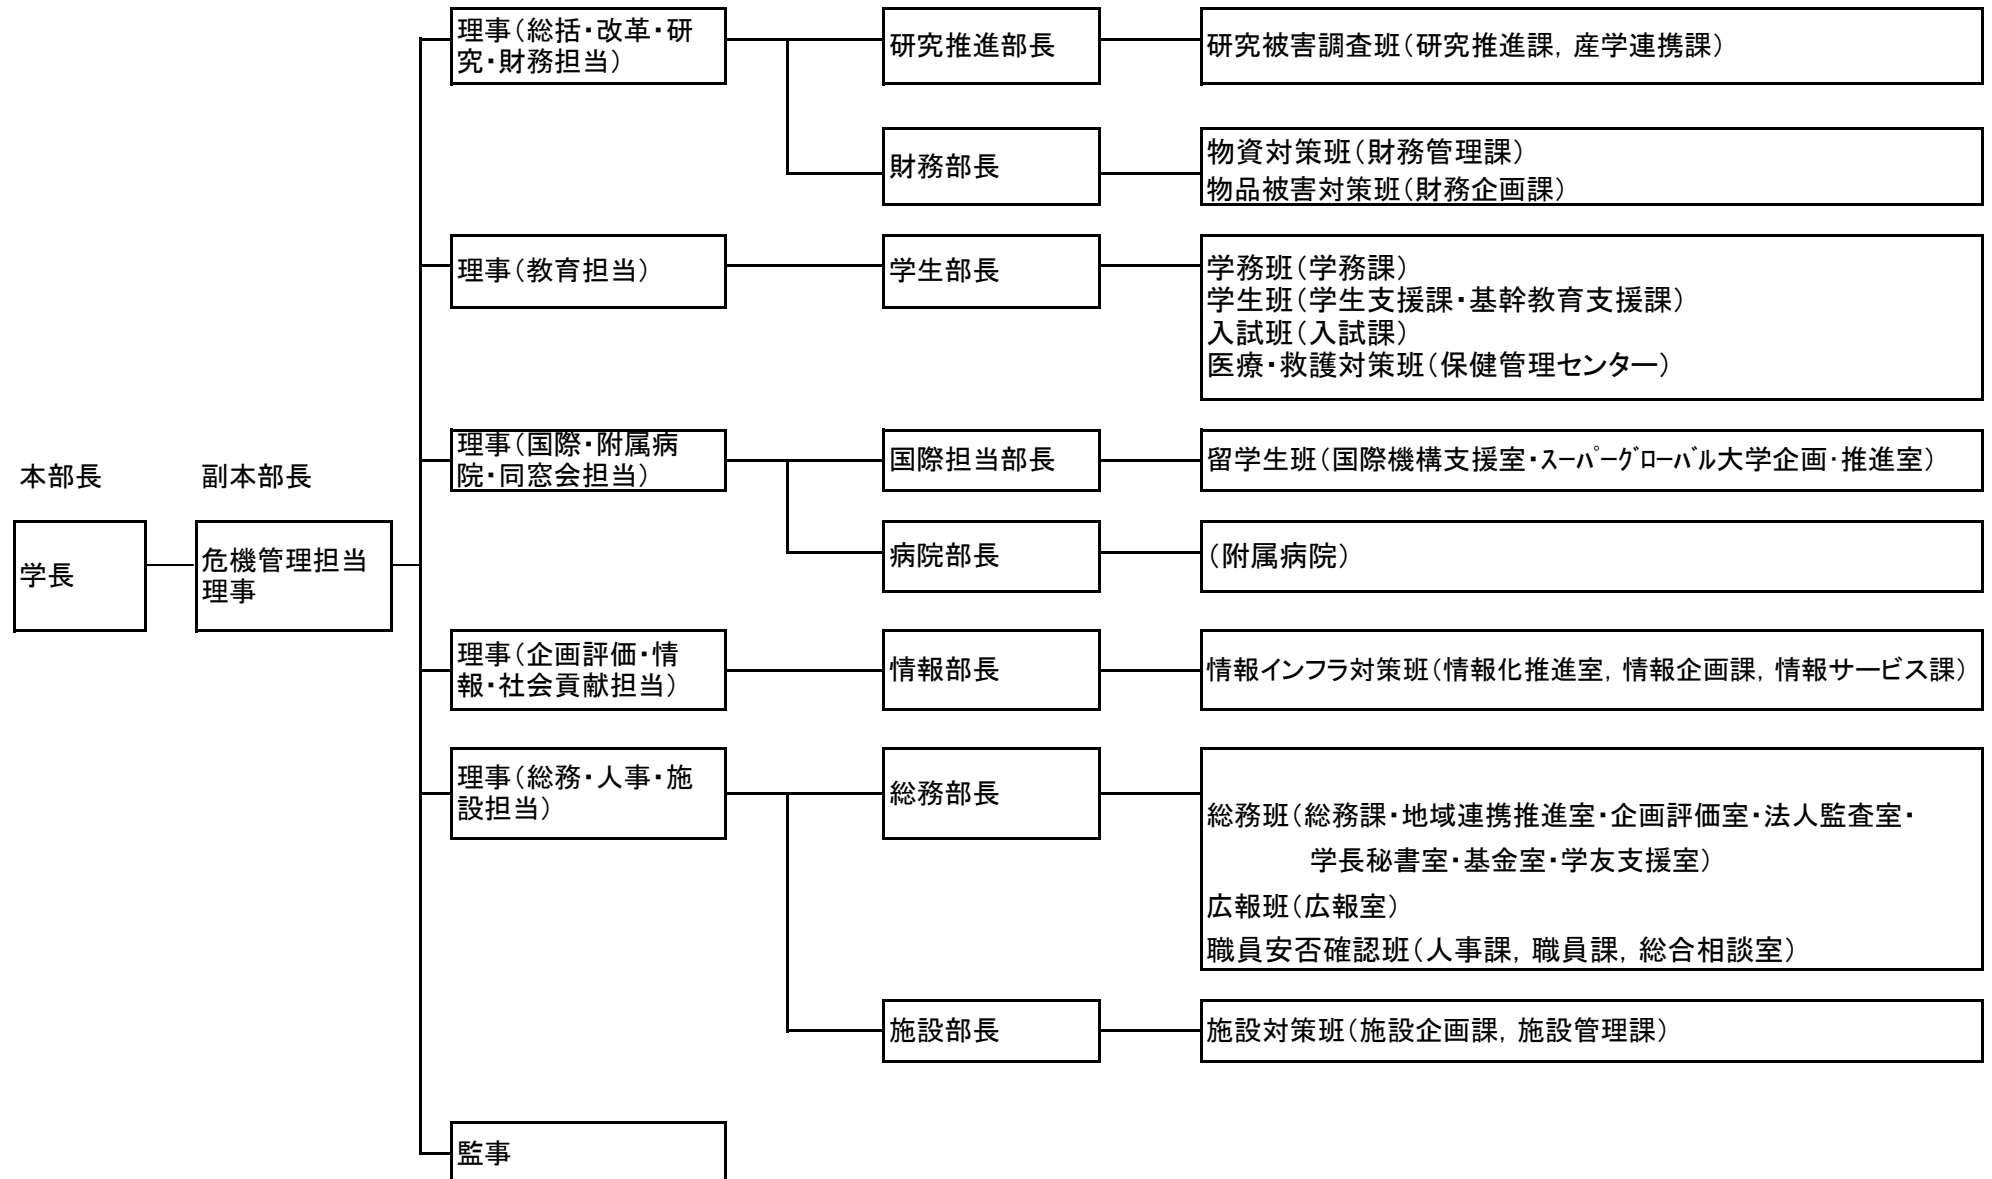 本部長
学長
副本部長
危機管理担当
理事
理事（総括・改革・研
究・財務担当）
研究推進部長
研究被害調査班（研究推進課，産学連携課）
財務部長
物資対策班（財務管理課）
物品被害対策班（財務企画課）
理事（教育担当）
学生部長
学務班（学務課）
学生班（学生支援課・基幹教育支援課）
入試班（入試課）
医療・救護対策班（保健管理センター）
理事（国際・附属病
院・同窓会担当）
国際担当部長
留学生班（国際機構支援室・ｽｰﾊﾟｰｸﾞﾛｰﾊﾞﾙ大学企画・推進室）
病院部長
（附属病院）
理事（企画評価・情
報・社会貢献担当）
情報部長
情報インフラ対策班（情報化推進室，情報企画課，情報サービス課）
理事（総務・人事・施
設担当）
総務部長
総務班（総務課・地域連携推進室・企画評価室・法人監査室・
学長秘書室・基金室・学友支援室）
広報班（広報室）
職員安否確認班（人事課，職員課，総合相談室）
施設部長
施設対策班（施設企画課，施設管理課）
監事